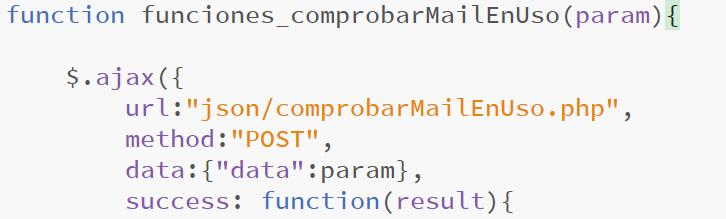 function funciones_comprobarMailEnUso(param){
$.ajax({
url:"json/comprobarMailEnUso.php",
method:"POST",
data:{"data":param},
success: function(result){